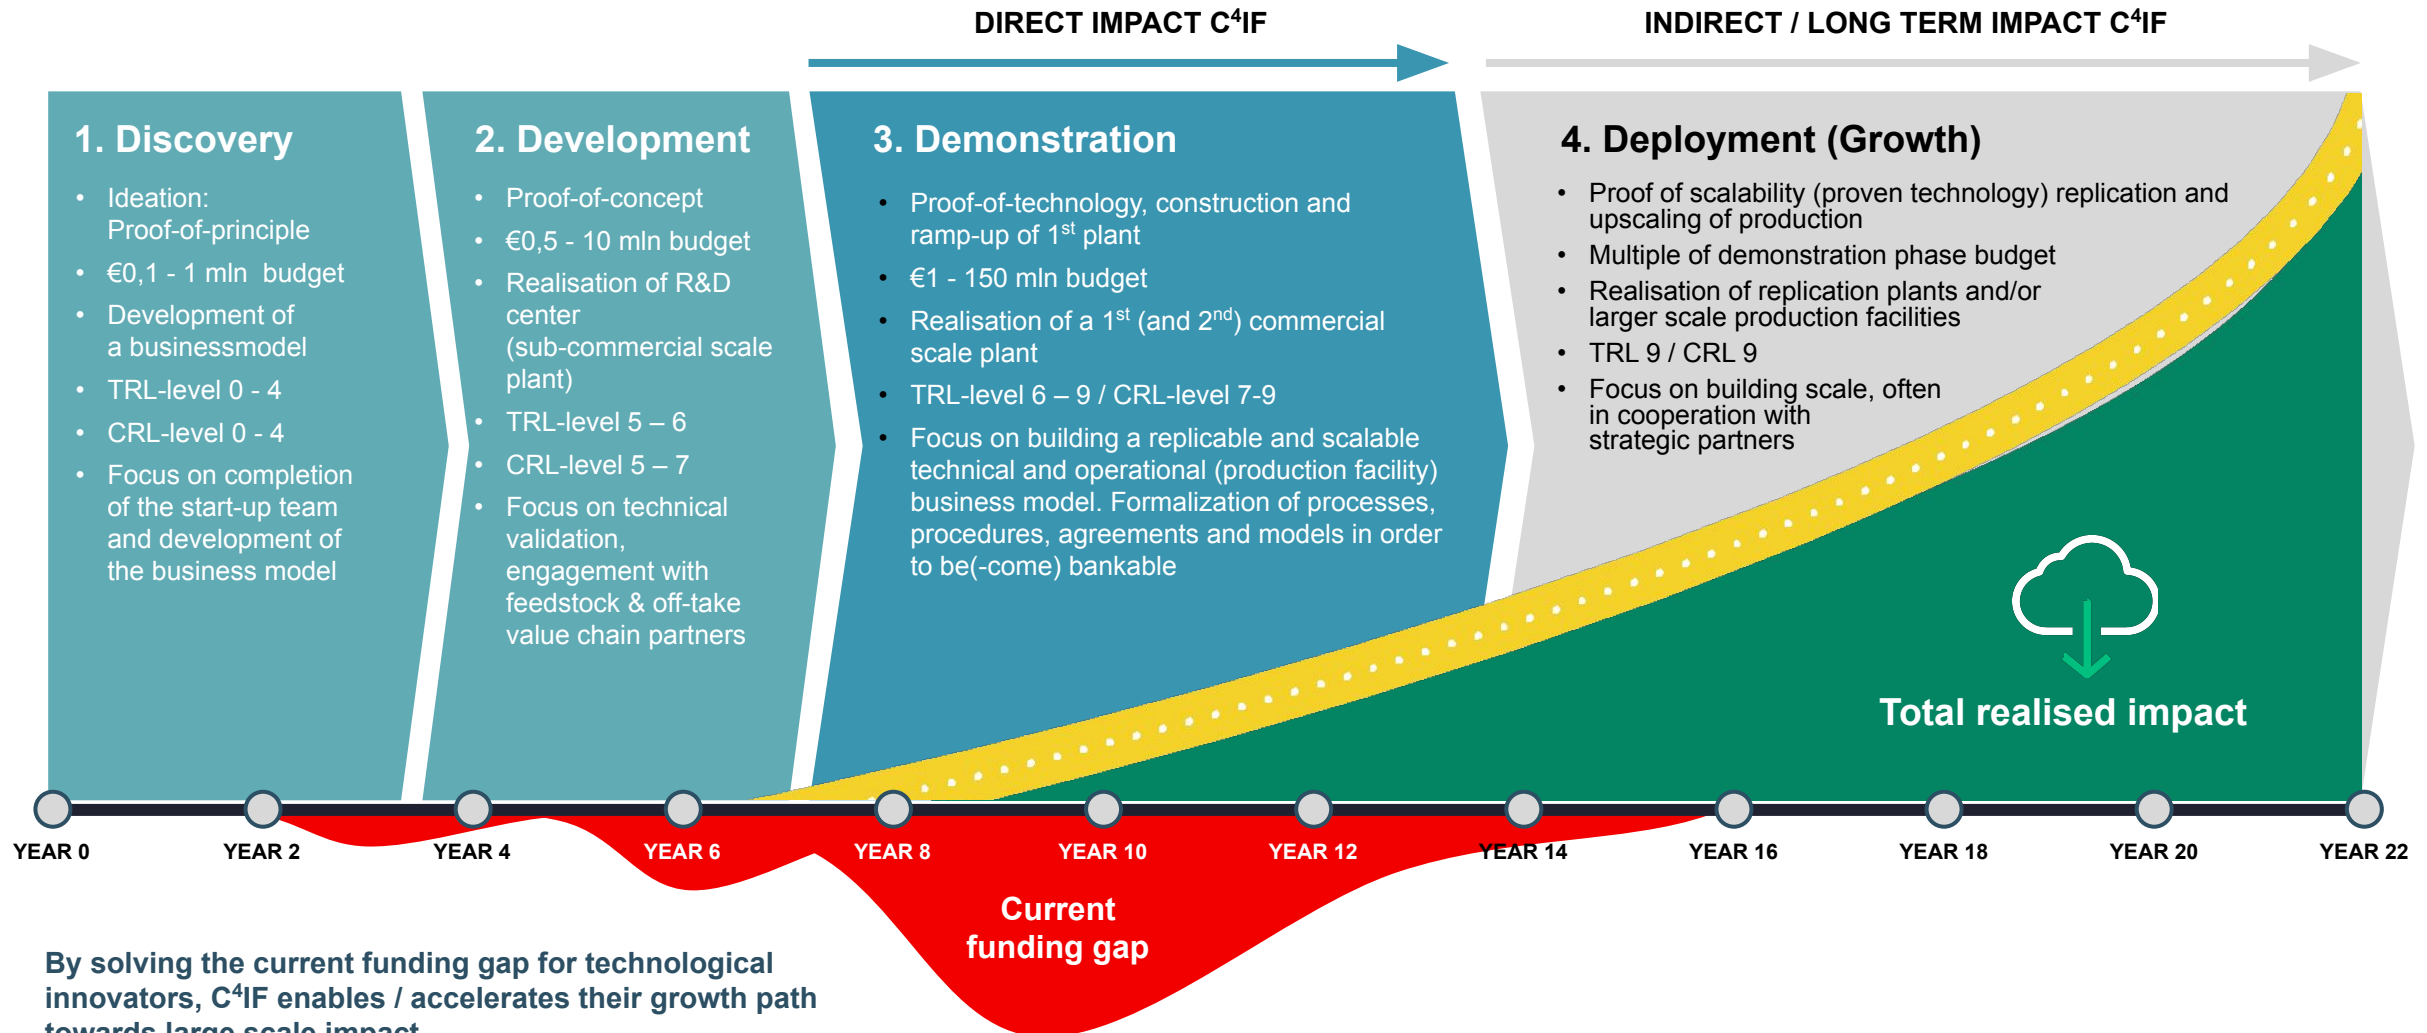 DIRECT IMPACT C⁴IF
INDIRECT / LONG TERM IMPACT C⁴IF
1. Discovery
• Ideation:
Proof-of-principle
• €0,1 - 1 mln budget
• Development of
a businessmodel
• TRL-level 0 - 4
• CRL-level 0 - 4
• Focus on completion
of the start-up team
and development of
the business model
2. Development
• Proof-of-concept
• €0,5 - 10 mln budget
• Realisation of R&D
center
(sub-commercial scale
plant)
• TRL-level 5 – 6
• CRL-level 5 – 7
• Focus on technical
validation,
engagement with
feedstock & off-take
value chain partners
3. Demonstration
• Proof-of-technology, construction and
ramp-up of 1ˢᵗ plant
• €1 - 150 mln budget
• Realisation of a 1ˢᵗ (and 2ⁿᵈ) commercial
scale plant
• TRL-level 6 – 9 / CRL-level 7-9
• Focus on building a replicable and scalable
technical and operational (production facility)
business model. Formalization of processes,
procedures, agreements and models in order
to be(-come) bankable
4. Deployment (Growth)
• Proof of scalability (proven technology) replication and
upscaling of production
• Multiple of demonstration phase budget
• Realisation of replication plants and/or
larger scale production facilities
• TRL 9 / CRL 9
• Focus on building scale, often
in cooperation with
strategic partners
Total realised impact
YEAR 0
YEAR 2
YEAR 4
YEAR 6
YEAR 8
YEAR 10
YEAR 12
YEAR 14
YEAR 16
YEAR 18
YEAR 20
YEAR 22
Current
funding gap
By solving the current funding gap for technological
innovators, C⁴IF enables / accelerates their growth path
towards large scale impact